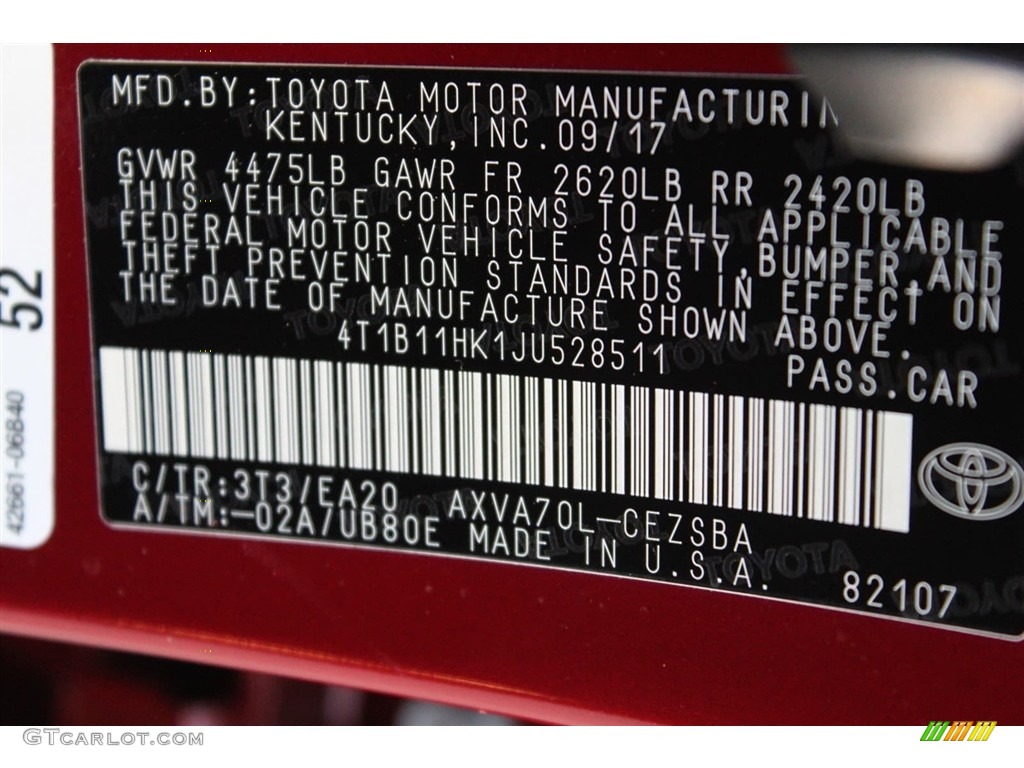 MFD.BY:TOYOTA MOTOR MANUFACTURIN
KENTUCKY,INC.09/17
GVWR 4475LB GAWR FR 2620LB RR 2420LB
THIS VEHICLE CONFORMS TO ALL APPLICABLE
FEDERAL MOTOR VEHICLE SAFETY,BUMPER,AND
THEFT PREVENTION STANDARDS IN EFFECT ON
THE DATE OF MANUFACTURE SHOWN ABOVE.
4T1B11HK1JU528511 PASS.CAR
C/TR:3T3/EA20 AXVA70L-CEZSBA
A/TM:-02A/UB80E MADE IN U.S.A.
82107
52
42661-06840
GTCARLOT.COM